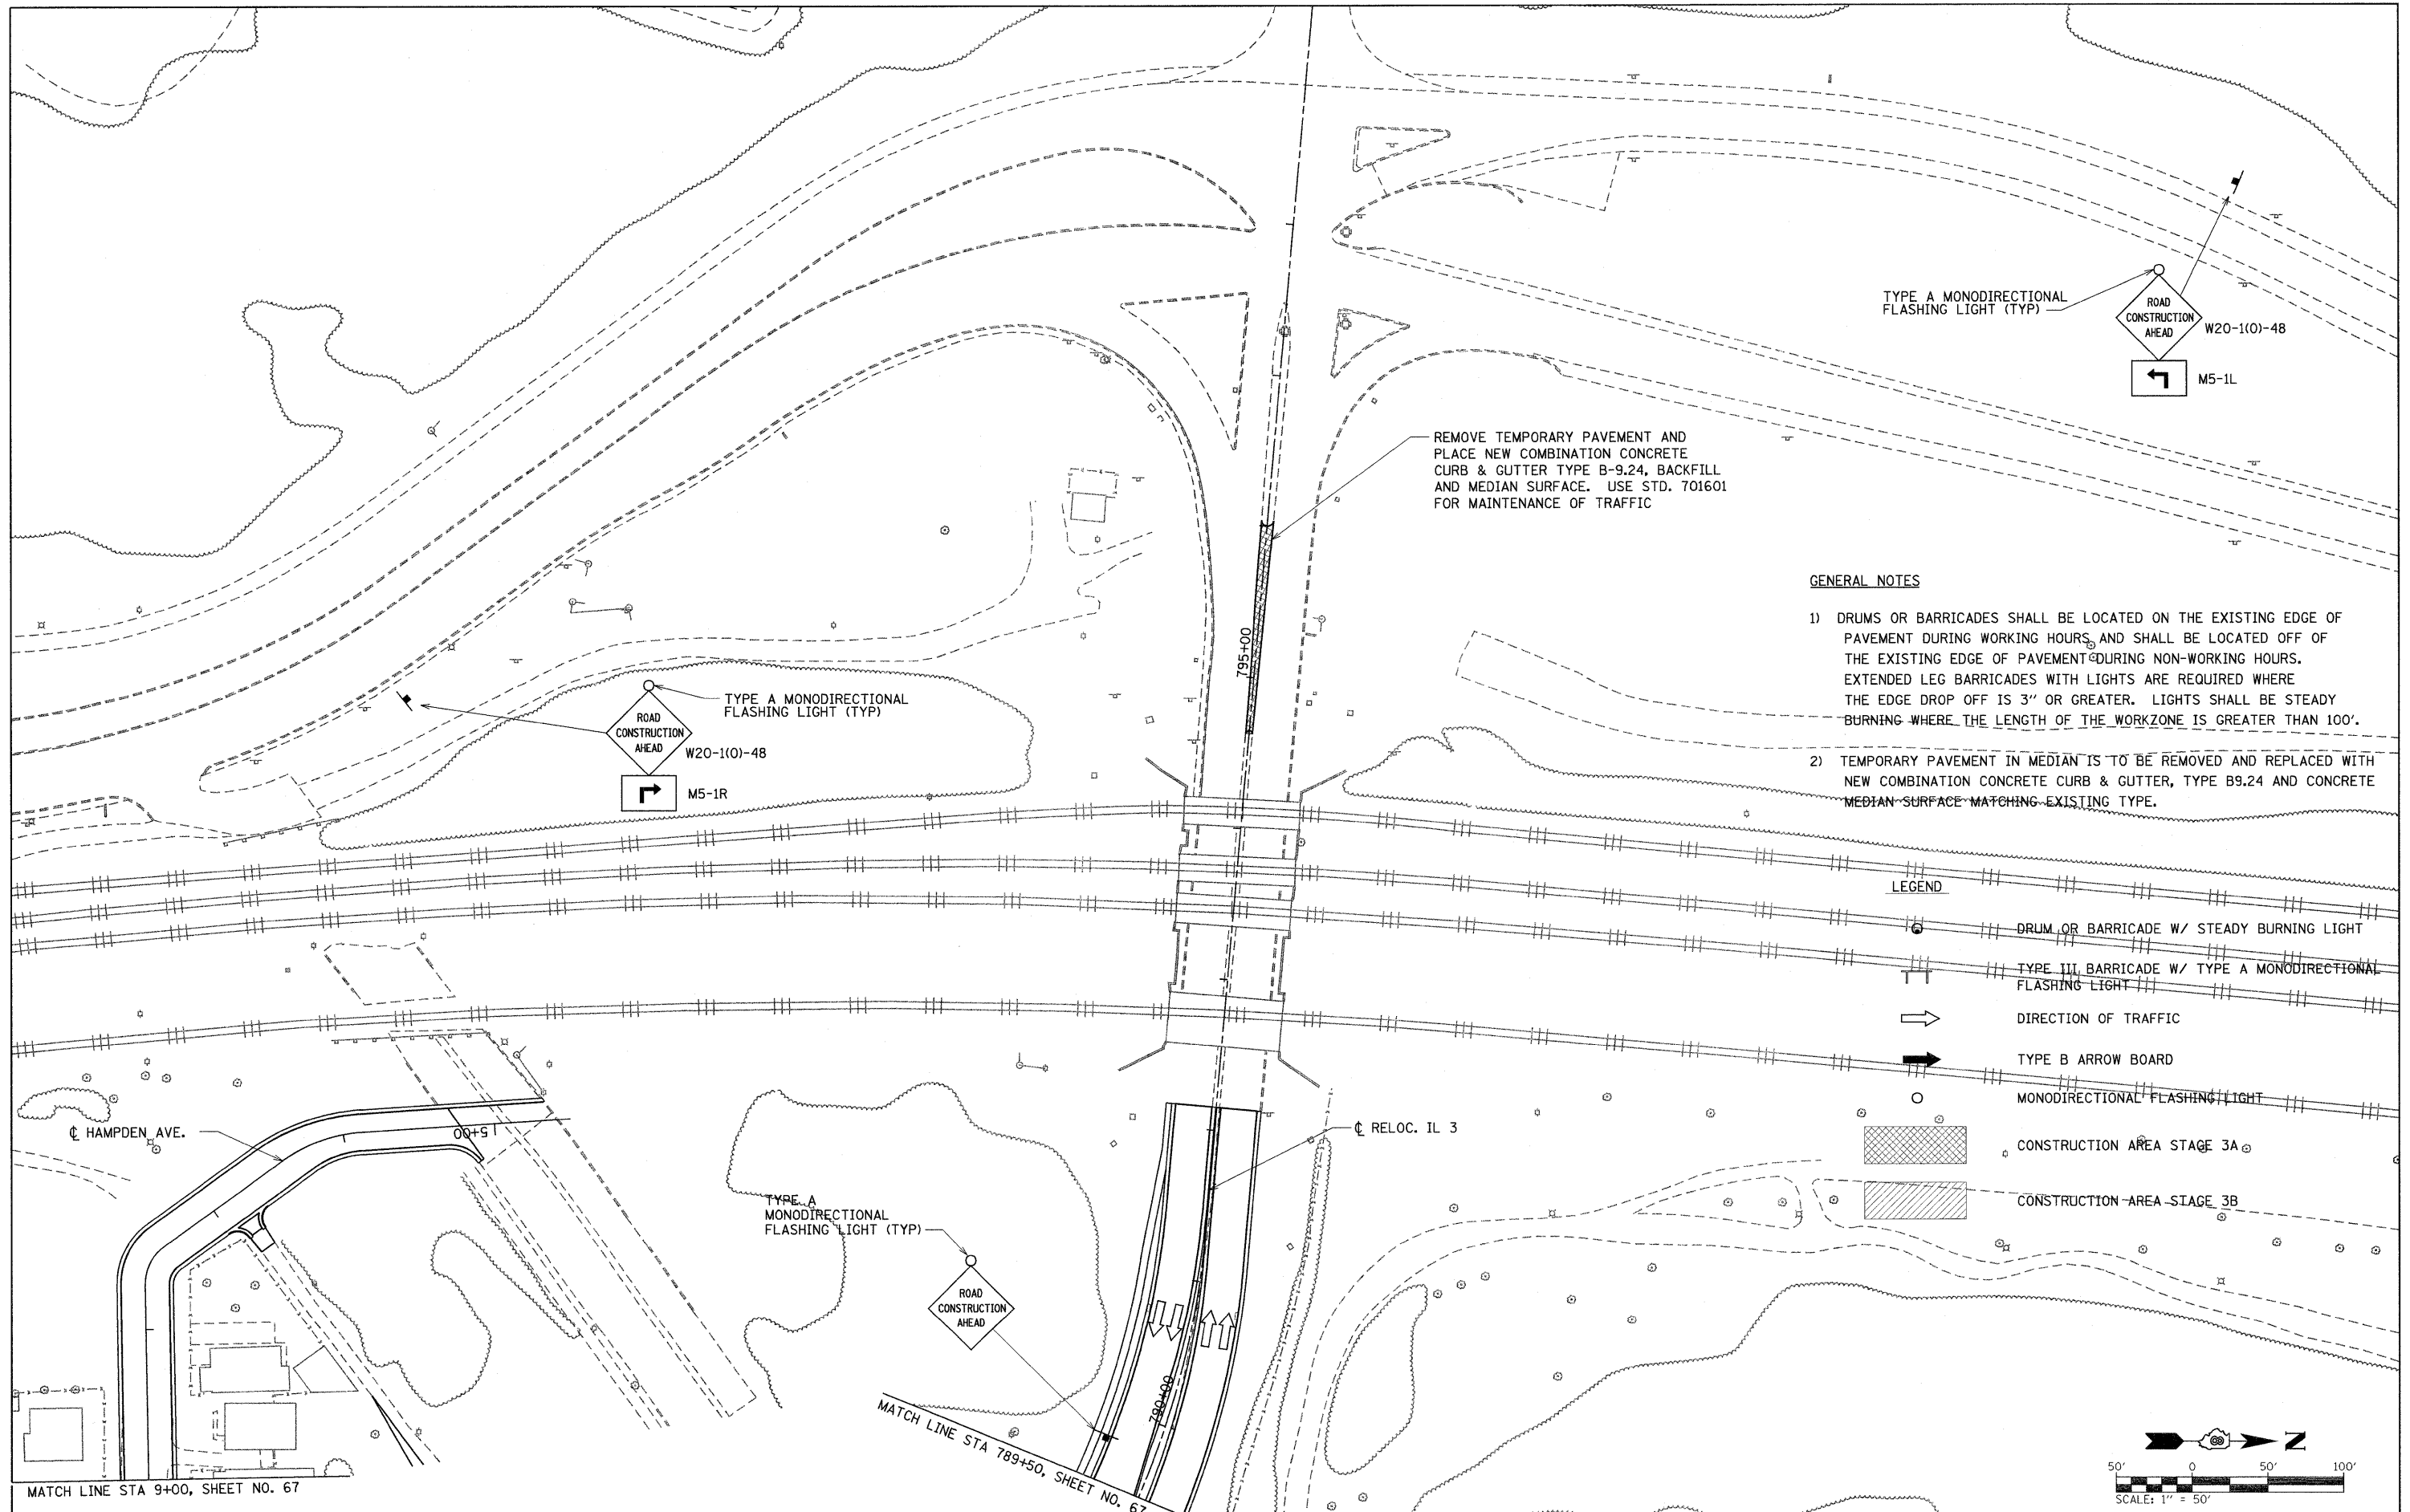 TYPE A MONODIRECTIONAL
FLASHING LIGHT (TYP)
ROAD
CONSTRUCTION
AHEAD
W20-1(O)-48
M5-1L
REMOVE TEMPORARY PAVEMENT AND
PLACE NEW COMBINATION CONCRETE
CURB & GUTTER TYPE B-9.24, BACKFILL
AND MEDIAN SURFACE. USE STD. 701601
FOR MAINTENANCE OF TRAFFIC
GENERAL NOTES
1) DRUMS OR BARRICADES SHALL BE LOCATED ON THE EXISTING EDGE OF
PAVEMENT DURING WORKING HOURS AND SHALL BE LOCATED OFF OF
THE EXISTING EDGE OF PAVEMENT DURING NON-WORKING HOURS.
EXTENDED LEG BARRICADES WITH LIGHTS ARE REQUIRED WHERE
THE EDGE DROP OFF IS 3" OR GREATER. LIGHTS SHALL BE STEADY
BURNING WHERE THE LENGTH OF THE WORKZONE IS GREATER THAN 100'.
2) TEMPORARY PAVEMENT IN MEDIAN IS TO BE REMOVED AND REPLACED WITH
NEW COMBINATION CONCRETE CURB & GUTTER, TYPE B9.24 AND CONCRETE
MEDIAN SURFACE MATCHING EXISTING TYPE.
795+00
TYPE A MONODIRECTIONAL
FLASHING LIGHT (TYP)
ROAD
CONSTRUCTION
AHEAD
W20-1(O)-48
M5-1R
LEGEND
DRUM OR BARRICADE W/ STEADY BURNING LIGHT
TYPE III BARRICADE W/ TYPE A MONODIRECTIONAL
FLASHING LIGHT
DIRECTION OF TRAFFIC
TYPE B ARROW BOARD
MONODIRECTIONAL FLASHING LIGHT
CONSTRUCTION AREA STAGE 3A
CONSTRUCTION AREA STAGE 3B
℄ HAMPDEN AVE.
15+00
℄ RELOC. IL 3
TYPE A
MONODIRECTIONAL
FLASHING LIGHT (TYP)
ROAD
CONSTRUCTION
AHEAD
790+00
MATCH LINE STA 789+50, SHEET NO. 67
MATCH LINE STA 9+00, SHEET NO. 67
N
50' 0 50' 100'
SCALE: 1" = 50'